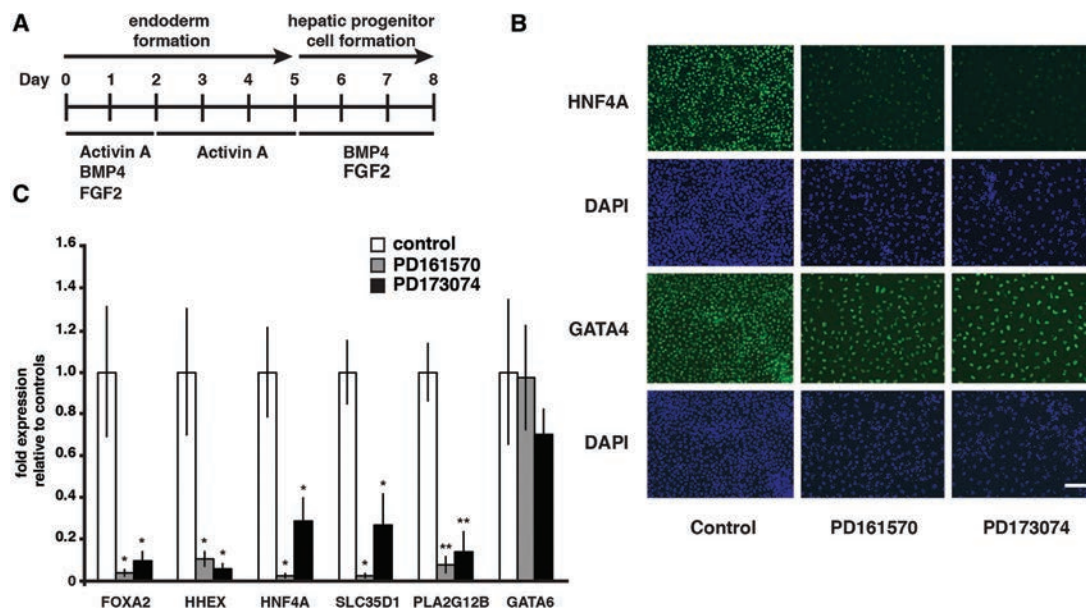 A
endoderm
formation
hepatic progenitor
cell formation
Day 0 1 2 3 4 5 6 7 8
Activin A
BMP4
FGF2
Activin A
BMP4
FGF2
B
HNF4A
DAPI
GATA4
DAPI
Control PD161570 PD173074
C
control
PD161570
PD173074
fold expression
relative to controls
1.6
1.4
1.2
1.0
0.8
0.6
0.4
0.2
0
* * * * * * * * ** **
FOXA2 HHEX HNF4A SLC35D1 PLA2G12B GATA6